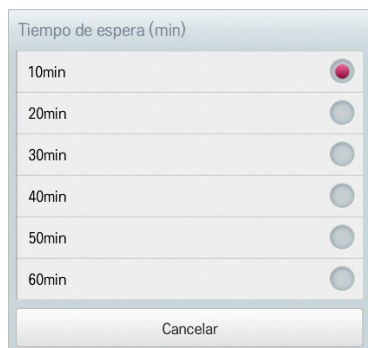 Tiempo de espera (min)
10min
20min
30min
40min
50min
60min
Cancelar